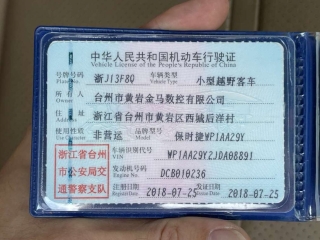 中华人民共和国机动车行驶证
Vehicle License of the People's Republic of China
号牌号码 浙J13F8Q 车辆类型 小型越野客车
Plate No. Vehicle Type
所有人 台州市黄岩金马数控有限公司
Owner
住址 浙江省台州市黄岩区西城后洋村
Address
使用性质 非营运 品牌型号 保时捷WP1AA29Y
Use Character Model
浙江省台州
市公安局交
通警察支队
车辆识别代号 WP1AA29Y2JDA08891
VIN
发动机号码 DCB010236
Engine No.
注册日期 2018-07-25 发证日期 2018-07-25
Register Date Issue Date